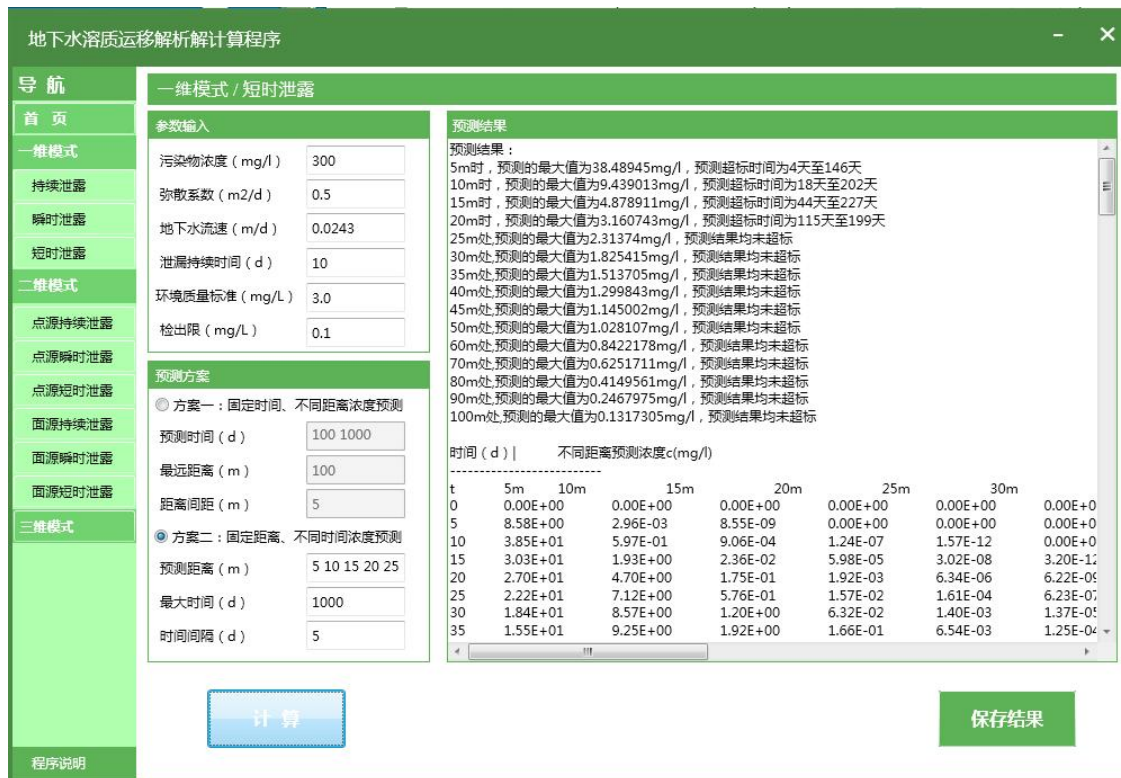 地下水溶质运移解析解计算程序
导 航
首 页
一维模式
持续泄露
瞬时泄露
短时泄露
二维模式
点源持续泄露
点源瞬时泄露
点源短时泄露
面源持续泄露
面源瞬时泄露
面源短时泄露
三维模式
程序说明
一维模式 / 短时泄露
参数输入
污染物浓度（mg/l） 300
弥散系数（m2/d） 0.5
地下水流速（m/d） 0.0243
泄漏持续时间（d） 10
环境质量标准（mg/L） 3.0
检出限（mg/L） 0.1
预测方案
方案一：固定时间、不同距离浓度预测
预测时间（d） 100 1000
最远距离（m） 100
距离间距（m） 5
方案二：固定距离、不同时间浓度预测
预测距离（m） 5 10 15 20 25
最大时间（d） 1000
时间间隔（d） 5
计 算
预测结果
预测结果：
5m时，预测的最大值为38.48945mg/l，预测超标时间为4天至146天
10m时，预测的最大值为9.439013mg/l，预测超标时间为18天至202天
15m时，预测的最大值为4.878911mg/l，预测超标时间为44天至227天
20m时，预测的最大值为3.160743mg/l，预测超标时间为115天至199天
25m处,预测的最大值为2.31374mg/l，预测结果均未超标
30m处,预测的最大值为1.825415mg/l，预测结果均未超标
35m处,预测的最大值为1.513705mg/l，预测结果均未超标
40m处,预测的最大值为1.299843mg/l，预测结果均未超标
45m处,预测的最大值为1.145002mg/l，预测结果均未超标
50m处,预测的最大值为1.028107mg/l，预测结果均未超标
60m处,预测的最大值为0.8422178mg/l，预测结果均未超标
70m处,预测的最大值为0.6251711mg/l，预测结果均未超标
80m处,预测的最大值为0.4149561mg/l，预测结果均未超标
90m处,预测的最大值为0.2467975mg/l，预测结果均未超标
100m处,预测的最大值为0.1317305mg/l，预测结果均未超标
时间（d）| 不同距离预测浓度c(mg/l)
--------------------------
t 5m 10m 15m 20m 25m 30m
0 0.00E+00 0.00E+00 0.00E+00 0.00E+00 0.00E+00 0.00E+0
5 8.58E+00 2.96E-03 8.55E-09 0.00E+00 0.00E+00 0.00E+0
10 3.85E+01 5.97E-01 9.06E-04 1.24E-07 1.57E-12 0.00E+0
15 3.03E+01 1.93E+00 2.36E-02 5.98E-05 3.02E-08 3.20E-12
20 2.70E+01 4.70E+00 1.75E-01 1.92E-03 6.34E-06 6.22E-09
25 2.22E+01 7.12E+00 5.76E-01 1.57E-02 1.61E-04 6.23E-07
30 1.84E+01 8.57E+00 1.20E+00 6.32E-02 1.40E-03 1.37E-05
35 1.55E+01 9.25E+00 1.92E+00 1.66E-01 6.54E-03 1.25E-04
保存结果